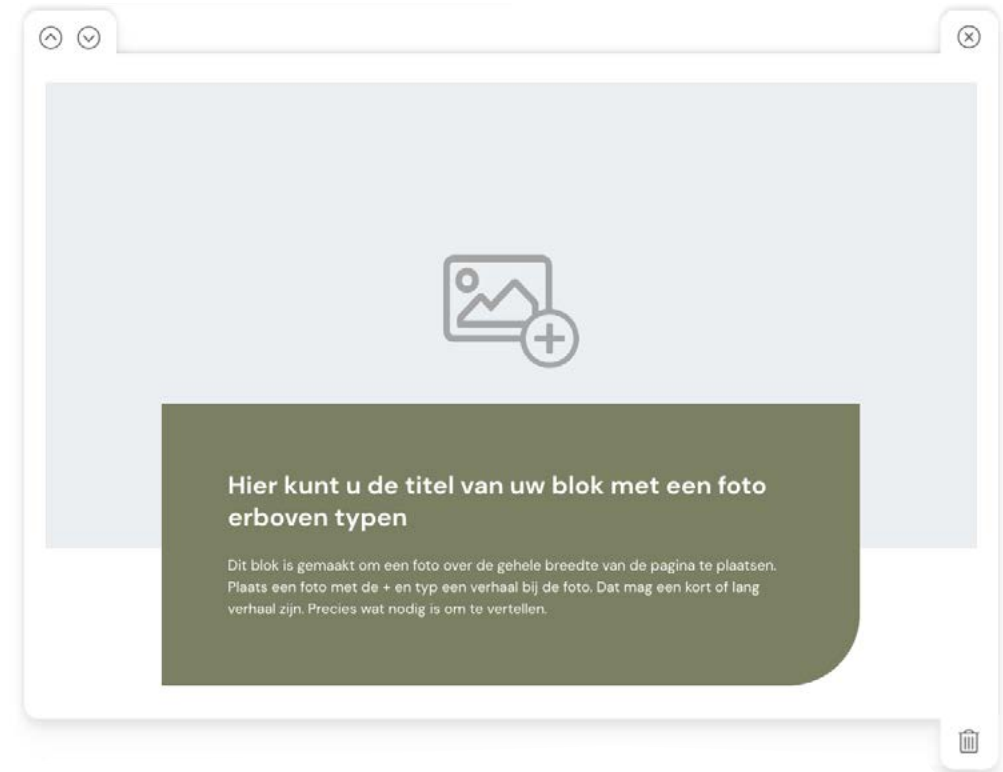 Hier kunt u de titel van uw blok met een foto
erboven typen
Dit blok is gemaakt om een foto over de gehele breedte van de pagina te plaatsen.
Plaats een foto met de + en typ een verhaal bij de foto. Dat mag een kort of lang
verhaal zijn. Precies wat nodig is om te vertellen.